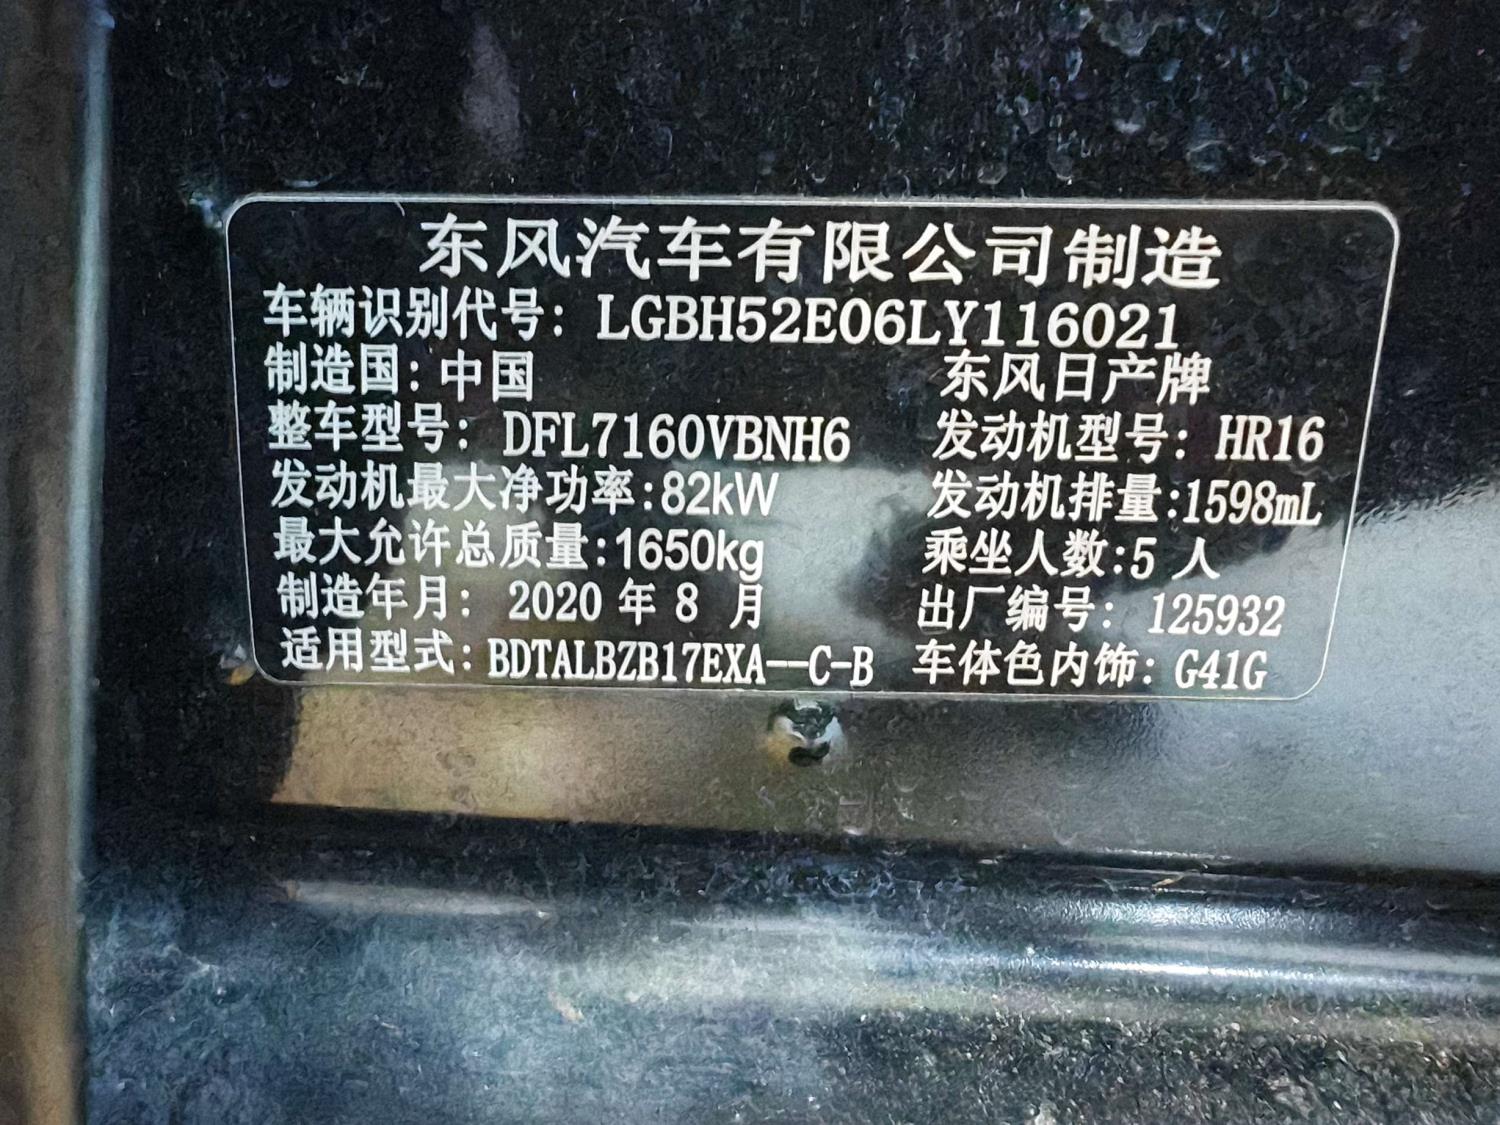 东风汽车有限公司制造
车辆识别代号: LGBH52E06LY116021
制造国: 中国 东风日产牌
整车型号: DFL7160VBNH6 发动机型号: HR16
发动机最大净功率:82kW 发动机排量:1598mL
最大允许总质量:1650kg 乘坐人数:5 人
制造年月: 2020 年 8 月 出厂编号: 125932
适用型式: BDTALBZB17EXA--C-B 车体色内饰: G41G